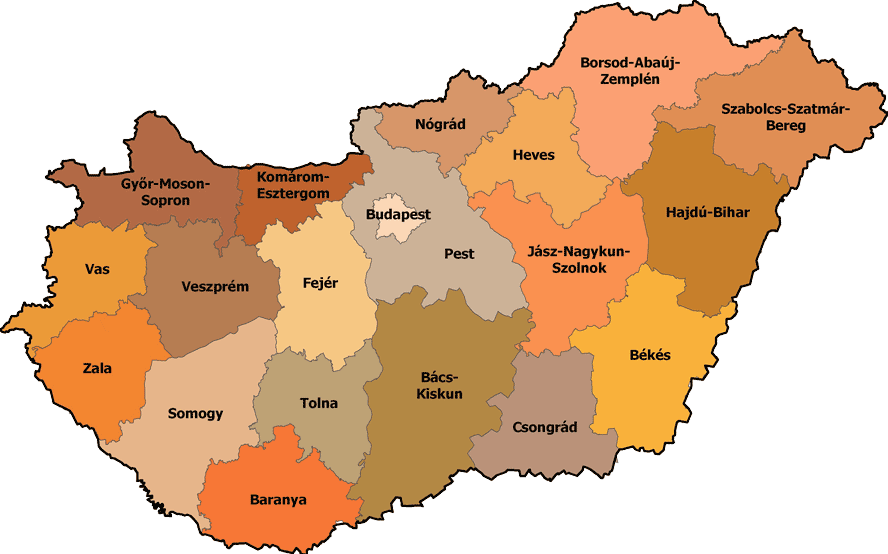 Borsod-Abaúj-
Zemplén
Szabolcs-Szatmár-
Bereg
Nógrád
Heves
Győr-Moson-
Sopron
Komárom-
Esztergom
Budapest
Hajdú-Bihar
Pest
Jász-Nagykun-
Szolnok
Vas
Veszprém
Fejér
Zala
Békés
Bács-
Kiskun
Somogy
Tolna
Csongrád
Baranya